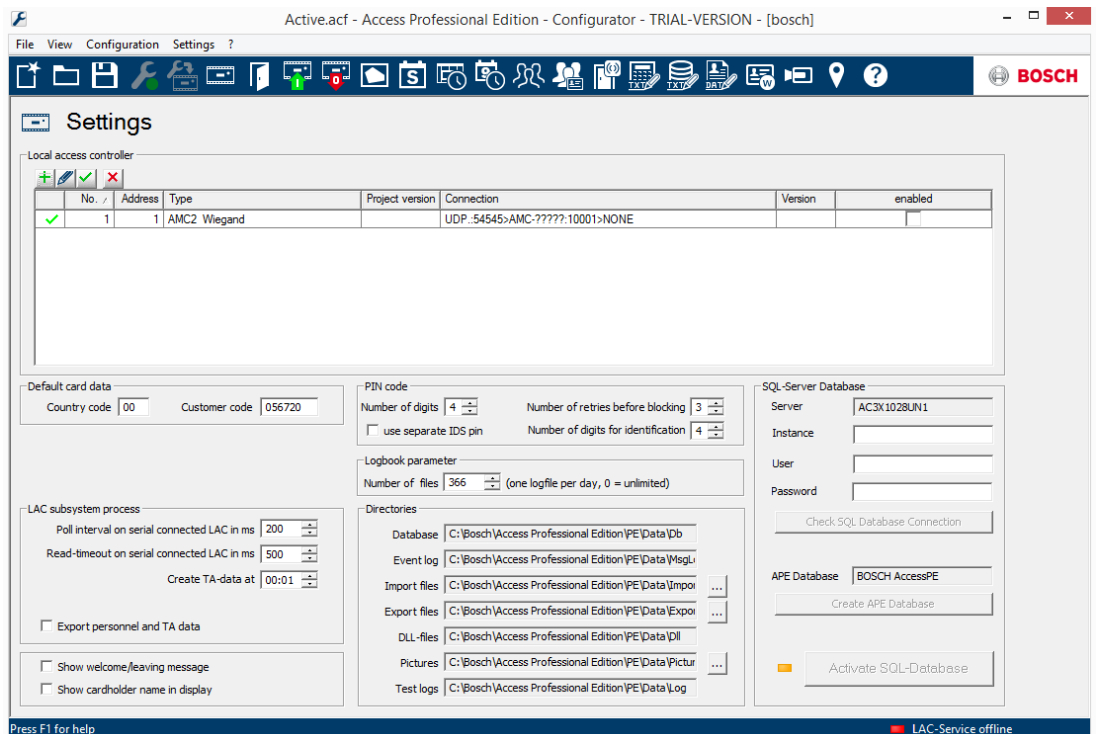 Active.acf - Access Professional Edition - Configurator - TRIAL-VERSION - [bosch]
File View Configuration Settings ?
BOSCH
Settings
Local access controller
No. Address Type Project version Connection Version enabled
1 1 AMC2 Wiegand UDP.:54545>AMC-?????:10001>NONE
Default card data
Country code 00 Customer code 056720
PIN code
Number of digits 4 Number of retries before blocking 3
use separate IDS pin Number of digits for identification 4
Logbook parameter
Number of files 366 (one logfile per day, 0 = unlimited)
LAC subsystem process
Poll interval on serial connected LAC in ms 200
Read-timeout on serial connected LAC in ms 500
Create TA-data at 00:01
Export personnel and TA data
Show welcome/leaving message
Show cardholder name in display
Directories
Database C:\Bosch\Access Professional Edition\PE\Data\Db
Event log C:\Bosch\Access Professional Edition\PE\Data\MsgL
Import files C:\Bosch\Access Professional Edition\PE\Data\Impor ...
Export files C:\Bosch\Access Professional Edition\PE\Data\Expor ...
DLL-files C:\Bosch\Access Professional Edition\PE\Data\Dll
Pictures C:\Bosch\Access Professional Edition\PE\Data\Pictur ...
Test logs C:\Bosch\Access Professional Edition\PE\Data\Log
SQL-Server Database
Server AC3X1028UN1
Instance
User
Password
Check SQL Database Connection
APE Database BOSCH AccessPE
Create APE Database
Activate SQL-Database
Press F1 for help LAC-Service offline